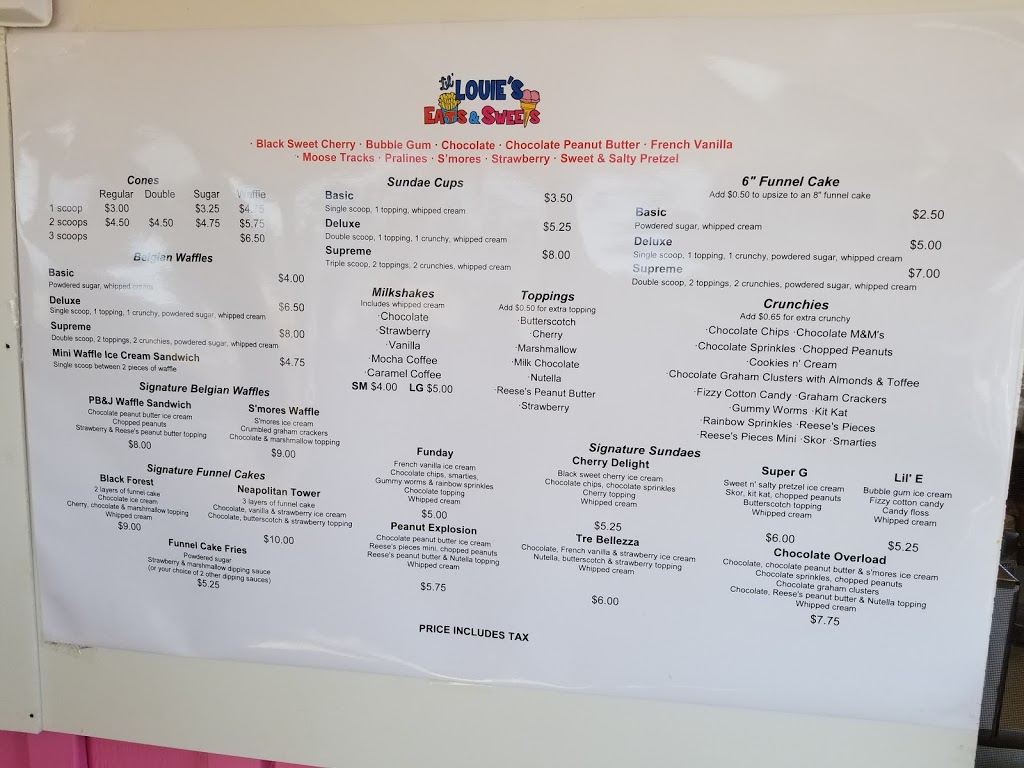 Lil' LOUIE'S
EATS & SWEETS
· Black Sweet Cherry · Bubble Gum · Chocolate · Chocolate Peanut Butter · French Vanilla
· Moose Tracks · Pralines · S'mores · Strawberry · Sweet & Salty Pretzel
Cones
Regular Double Sugar Waffle
1 scoop $3.00 $3.25 $4.75
2 scoops $4.50 $4.50 $4.75 $5.75
3 scoops $6.50
Belgian Waffles
Basic $4.00
Powdered sugar, whipped cream
Deluxe $6.50
Single scoop, 1 topping, 1 crunchy, powdered sugar, whipped cream
Supreme $8.00
Double scoop, 2 toppings, 2 crunchies, powdered sugar, whipped cream
Mini Waffle Ice Cream Sandwich $4.75
Single scoop between 2 pieces of waffle
Signature Belgian Waffles
PB&J Waffle Sandwich
Chocolate peanut butter ice cream
Chopped peanuts
Strawberry & Reese's peanut butter topping
$8.00
S'mores Waffle
S'mores ice cream
Crumbled graham crackers
Chocolate & marshmallow topping
$9.00
Signature Funnel Cakes
Black Forest
2 layers of funnel cake
Chocolate ice cream
Cherry, chocolate & marshmallow topping
Whipped cream
$9.00
Neapolitan Tower
3 layers of funnel cake
Chocolate, vanilla & strawberry ice cream
Chocolate, butterscotch & strawberry topping
$10.00
Funnel Cake Fries
Powdered sugar
Strawberry & marshmallow dipping sauce
(or your choice of 2 other dipping sauces)
$5.25
Sundae Cups
Basic $3.50
Single scoop, 1 topping, whipped cream
Deluxe $5.25
Double scoop, 1 topping, 1 crunchy, whipped cream
Supreme $8.00
Triple scoop, 2 toppings, 2 crunchies, whipped cream
Milkshakes
Includes whipped cream
·Chocolate
·Strawberry
·Vanilla
·Mocha Coffee
·Caramel Coffee
SM $4.00 LG $5.00
Toppings
Add $0.50 for extra topping
·Butterscotch
·Cherry
·Marshmallow
·Milk Chocolate
·Nutella
·Reese's Peanut Butter
·Strawberry
6" Funnel Cake
Add $0.50 to upsize to an 8" funnel cake
Basic $2.50
Powdered sugar, whipped cream
Deluxe $5.00
Single scoop, 1 topping, 1 crunchy, powdered sugar, whipped cream
Supreme $7.00
Double scoop, 2 toppings, 2 crunchies, powdered sugar, whipped cream
Crunchies
Add $0.65 for extra crunchy
·Chocolate Chips ·Chocolate M&M's
·Chocolate Sprinkles ·Chopped Peanuts
·Cookies n' Cream
·Chocolate Graham Clusters with Almonds & Toffee
·Fizzy Cotton Candy ·Graham Crackers
·Gummy Worms ·Kit Kat
·Rainbow Sprinkles ·Reese's Pieces
·Reese's Pieces Mini ·Skor ·Smarties
Signature Sundaes
Funday
French vanilla ice cream
Chocolate chips, smarties,
Gummy worms & rainbow sprinkles
Chocolate topping
Whipped cream
$5.00
Cherry Delight
Black sweet cherry ice cream
Chocolate chips, chocolate sprinkles
Cherry topping
Whipped cream
$5.25
Super G
Sweet n' salty pretzel ice cream
Skor, kit kat, chopped peanuts
Butterscotch topping
Whipped cream
$6.00
Lil' E
Bubble gum ice cream
Fizzy cotton candy
Candy floss
Whipped cream
$5.25
Peanut Explosion
Chocolate peanut butter ice cream
Reese's pieces mini, chopped peanuts
Reese's peanut butter & Nutella topping
Whipped cream
$5.75
Tre Bellezza
Chocolate, French vanilla & strawberry ice cream
Nutella, butterscotch & strawberry topping
Whipped cream
$6.00
Chocolate Overload
Chocolate, chocolate peanut butter & s'mores ice cream
Chocolate sprinkles, chopped peanuts
Chocolate graham clusters
Chocolate, Reese's peanut butter & Nutella topping
Whipped cream
$7.75
PRICE INCLUDES TAX